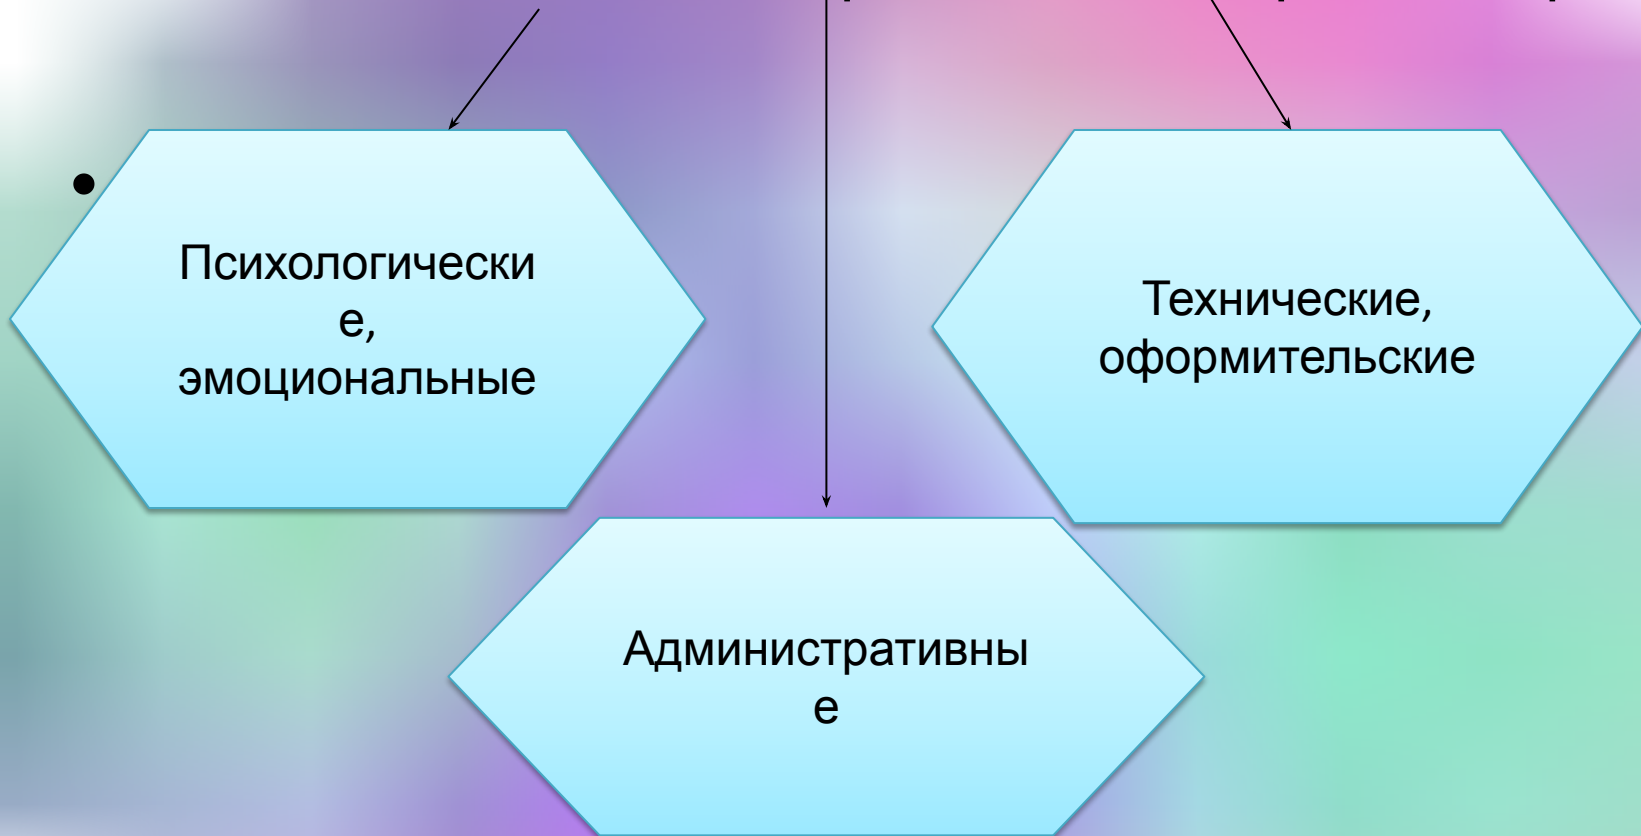 Психологически
е,
эмоциональные
Технические,
оформительские
Административны
е